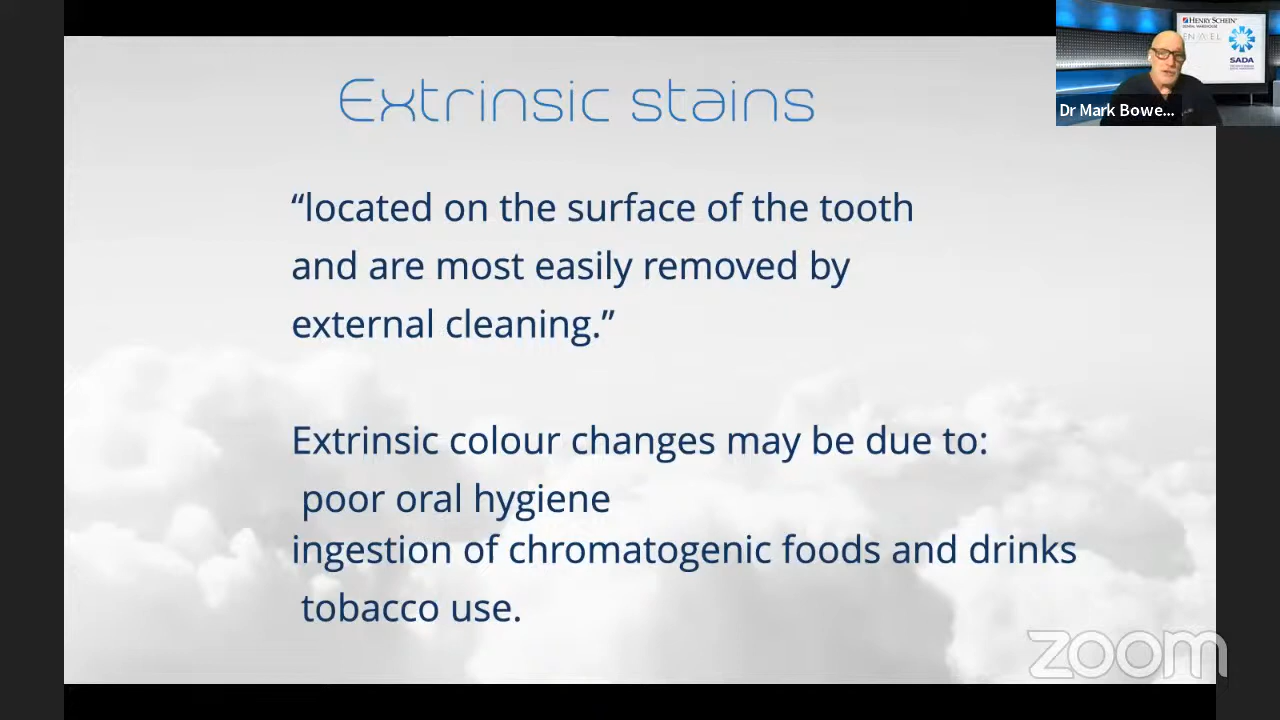 Extrinsic stains
“located on the surface of the tooth
and are most easily removed by
external cleaning.”
Extrinsic colour changes may be due to:
poor oral hygiene
ingestion of chromatogenic foods and drinks
tobacco use.
HENRY SCHEIN
SADA
Dr Mark Bowe...
zoom